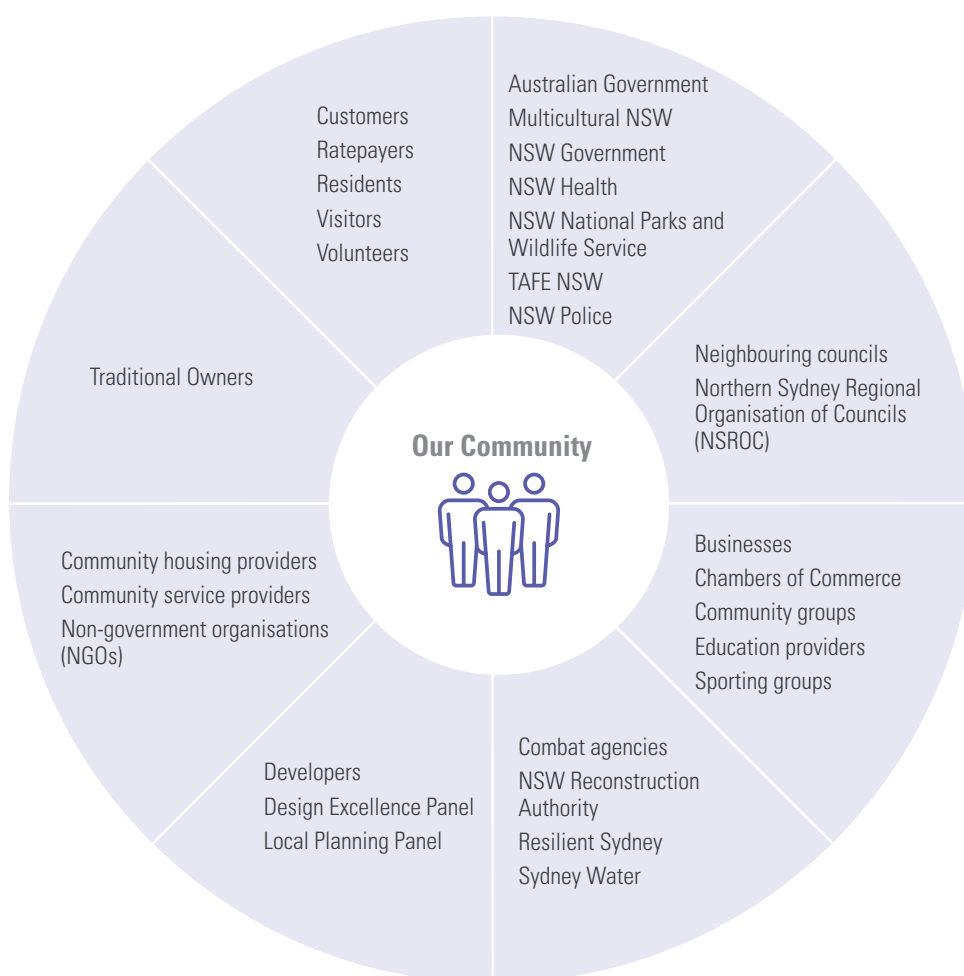 Customers
Ratepayers
Residents
Visitors
Volunteers
Australian Government
Multicultural NSW
NSW Government
NSW Health
NSW National Parks and
Wildlife Service
TAFE NSW
NSW Police
Neighbouring councils
Northern Sydney Regional
Organisation of Councils
(NSROC)
Businesses
Chambers of Commerce
Community groups
Education providers
Sporting groups
Combat agencies
NSW Reconstruction
Authority
Resilient Sydney
Sydney Water
Developers
Design Excellence Panel
Local Planning Panel
Community housing providers
Community service providers
Non-government organisations
(NGOs)
Traditional Owners
Our Community